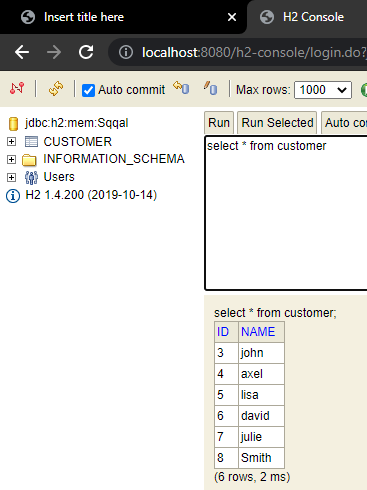 Insert title here
H2 Console
localhost:8080/h2-console/login.do?
Auto commit
Max rows: 1000
jdbc:h2:mem:Sqqal
CUSTOMER
INFORMATION_SCHEMA
Users
H2 1.4.200 (2019-10-14)
Run Run Selected Auto co
select * from customer
select * from customer;
ID NAME
3 john
4 axel
5 lisa
6 david
7 julie
8 Smith
(6 rows, 2 ms)